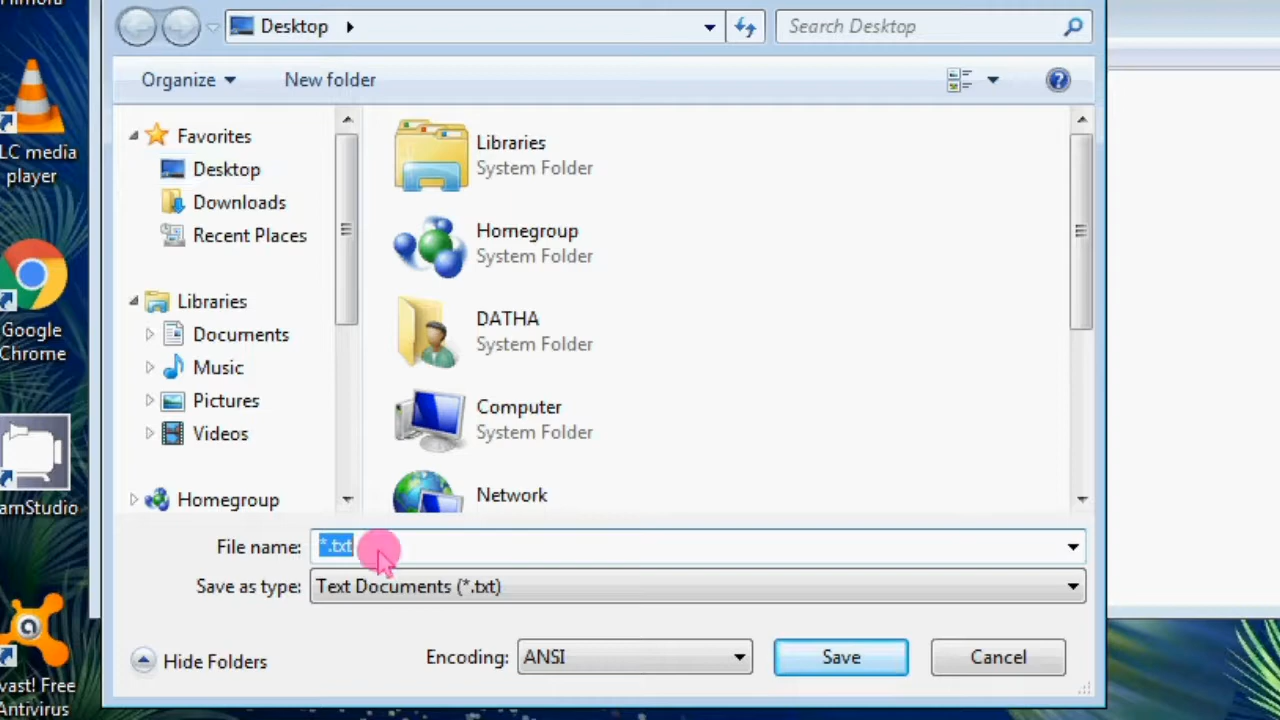 Desktop
Search Desktop
Organize
New folder
LC media
player
Google
Chrome
amStudio
vast! Free
Antivirus
Favorites
Desktop
Downloads
Recent Places
Libraries
Documents
Music
Pictures
Videos
Homegroup
Libraries
System Folder
Homegroup
System Folder
DATHA
System Folder
Computer
System Folder
Network
File name: *.txt
Save as type: Text Documents (*.txt)
Hide Folders
Encoding: ANSI
Save
Cancel